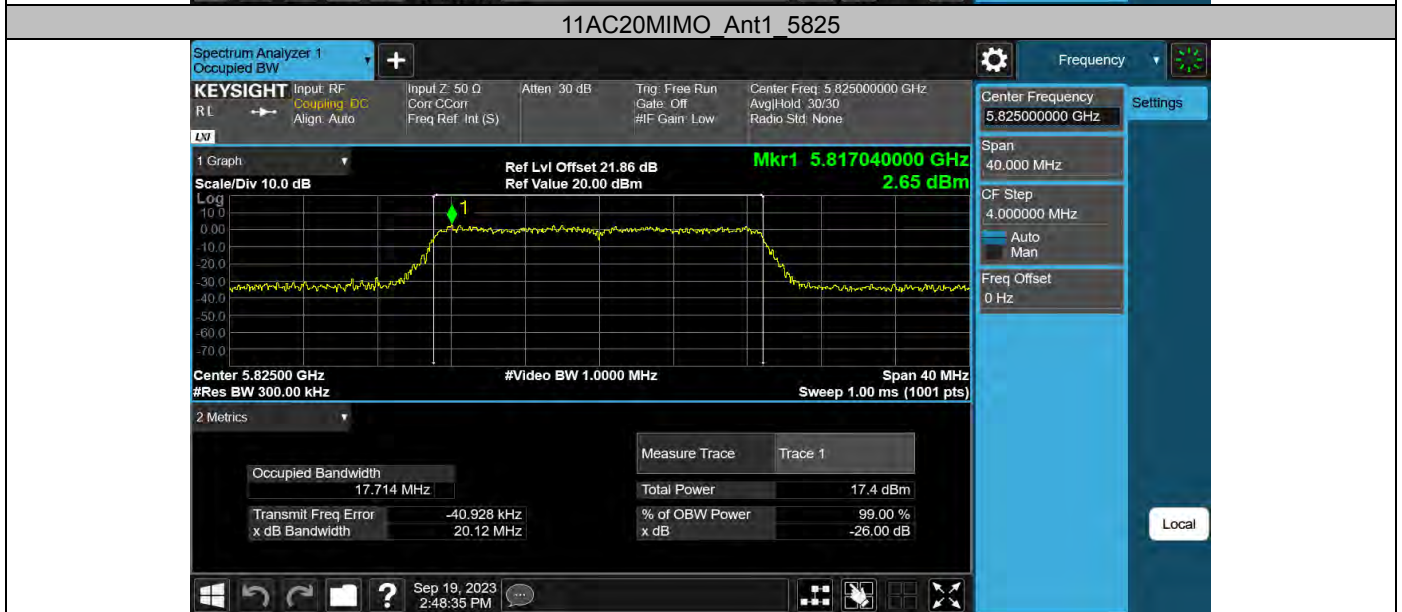 11AC20MIMO_Ant1_5825
Spectrum Analyzer 1
Occupied BW
Frequency
KEYSIGHT
RL
LXI
Input: RF
Coupling: DC
Align: Auto
Input Z: 50 Ω
Corr CCorr
Freq Ref: Int (S)
Atten: 30 dB
Trig: Free Run
Gate: Off
#IF Gain: Low
Center Freq: 5.825000000 GHz
Avg|Hold: 30/30
Radio Std: None
Center Frequency
5.825000000 GHz
Settings
Span
40.000 MHz
CF Step
4.000000 MHz
Auto
Man
Freq Offset
0 Hz
Local
1 Graph
Scale/Div 10.0 dB
Ref Lvl Offset 21.86 dB
Ref Value 20.00 dBm
Mkr1 5.817040000 GHz
2.65 dBm
Log
10.0
0.00
-10.0
-20.0
-30.0
-40.0
-50.0
-60.0
-70.0
1
Center 5.82500 GHz
#Res BW 300.00 kHz
#Video BW 1.0000 MHz
Span 40 MHz
Sweep 1.00 ms (1001 pts)
2 Metrics
Measure Trace Trace 1
Occupied Bandwidth
17.714 MHz
Total Power 17.4 dBm
Transmit Freq Error -40.928 kHz
% of OBW Power 99.00 %
x dB Bandwidth 20.12 MHz
x dB -26.00 dB
Sep 19, 2023
2:48:35 PM